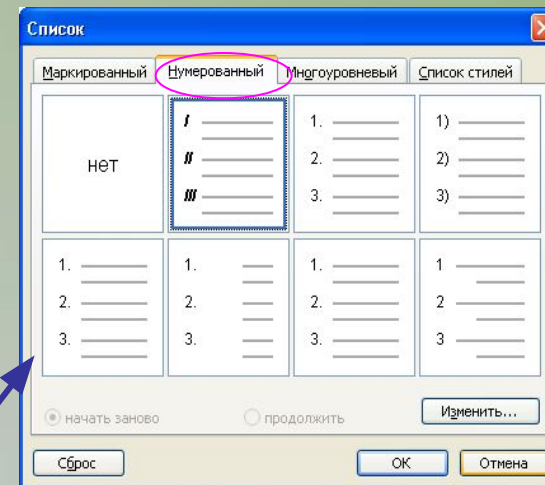 Список
Маркированный Нумерованный Многоуровневый Список стилей
нет
I
II
III
1.
2.
3.
1)
2)
3)
1.
2.
3.
1.
2.
3.
1.
2.
3.
1
2
3
начать заново продолжить Изменить...
Сброс ОК Отмена